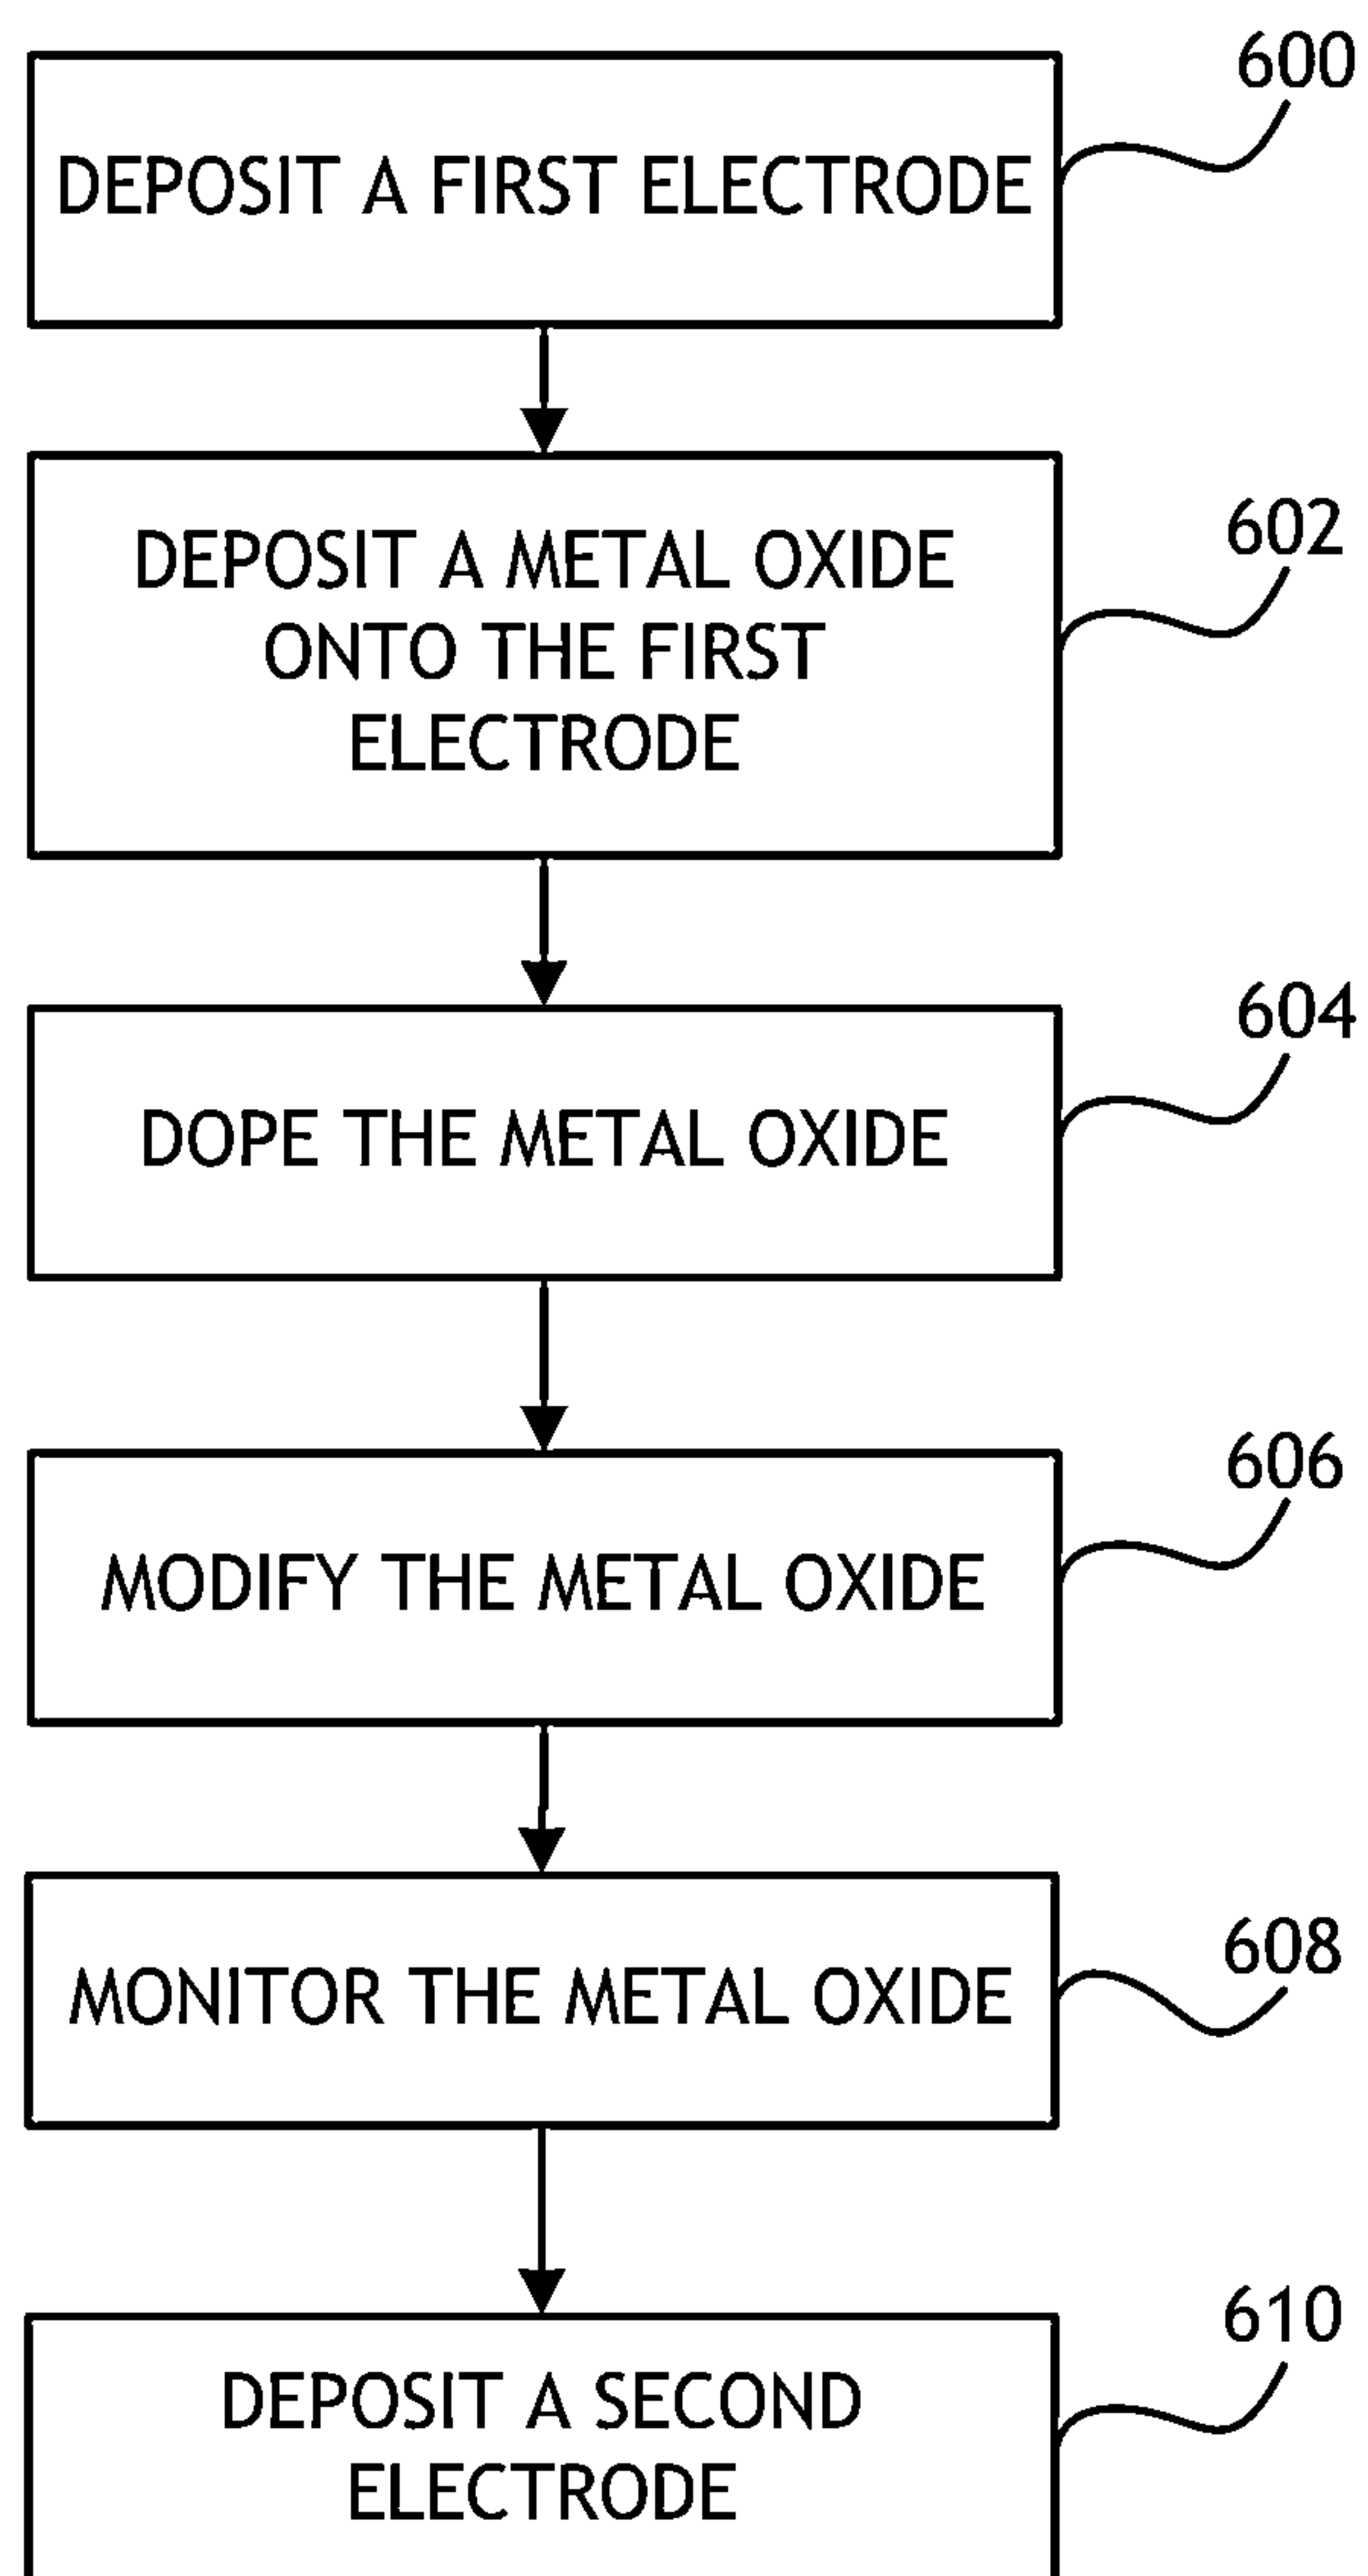 600
DEPOSIT A FIRST ELECTRODE
602
DEPOSIT A METAL OXIDE
ONTO THE FIRST
ELECTRODE
604
DOPE THE METAL OXIDE
606
MODIFY THE METAL OXIDE
608
MONITOR THE METAL OXIDE
610
DEPOSIT A SECOND
ELECTRODE